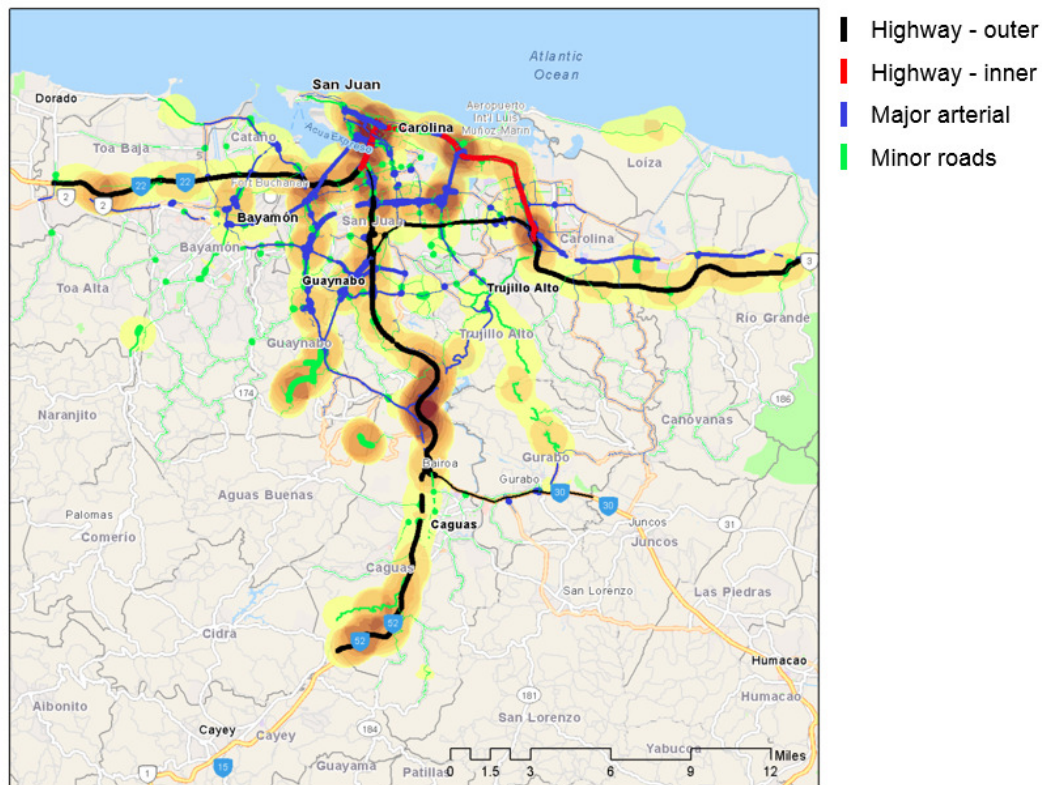 Highway - outer
Highway - inner
Major arterial
Minor roads
Atlantic
Ocean
San Juan
Dorado
Aeropuerto
Int'l Luis
Muñoz Marín
Carolina
Agua Expreso
Cataño
Toa Baja
Loíza
22
22
Fort Buchanan
2
2
Bayamón
San Juan
Carolina
Bayamón
3
Toa Alta
Guaynabo
Trujillo Alto
Río Grande
Trujillo Alto
Guaynabo
174
186
Naranjito
Canóvanas
Bairoa
Gurabo
Gurabo
Aguas Buenas
30
30
Palomas
Comerío
Caguas
Juncos
31
Juncos
Caguas
San Lorenzo
Las Piedras
52
Cidra
52
Humacao
Humacao
181
Aibonito
San Lorenzo
Cayey
Cayey
184
Yabucoa
Miles
15
1
Guayama
Patillas
0 1.5 3 6 9 12